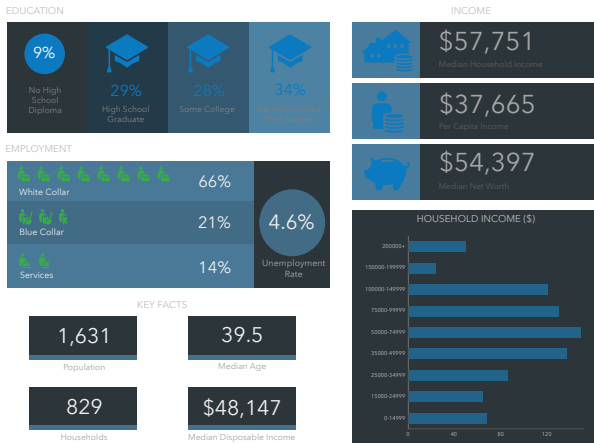 EDUCATION
9%
No High
School
Diploma
29%
High School
Graduate
28%
Some College
34%
EMPLOYMENT
66%
White Collar
21%
Blue Collar
14%
Services
4.6%
Unemployment
Rate
KEY FACTS
1,631
Population
39.5
Median Age
829
Households
$48,147
Median Disposable Income
INCOME
$57,751
Median Household Income
$37,665
Per Capita Income
$54,397
Median Net Worth
HOUSEHOLD INCOME ($)
200000+
150000-199999
100000-149999
75000-99999
50000-74999
35000-49999
25000-34999
15000-24999
0-14999
0 40 80 120